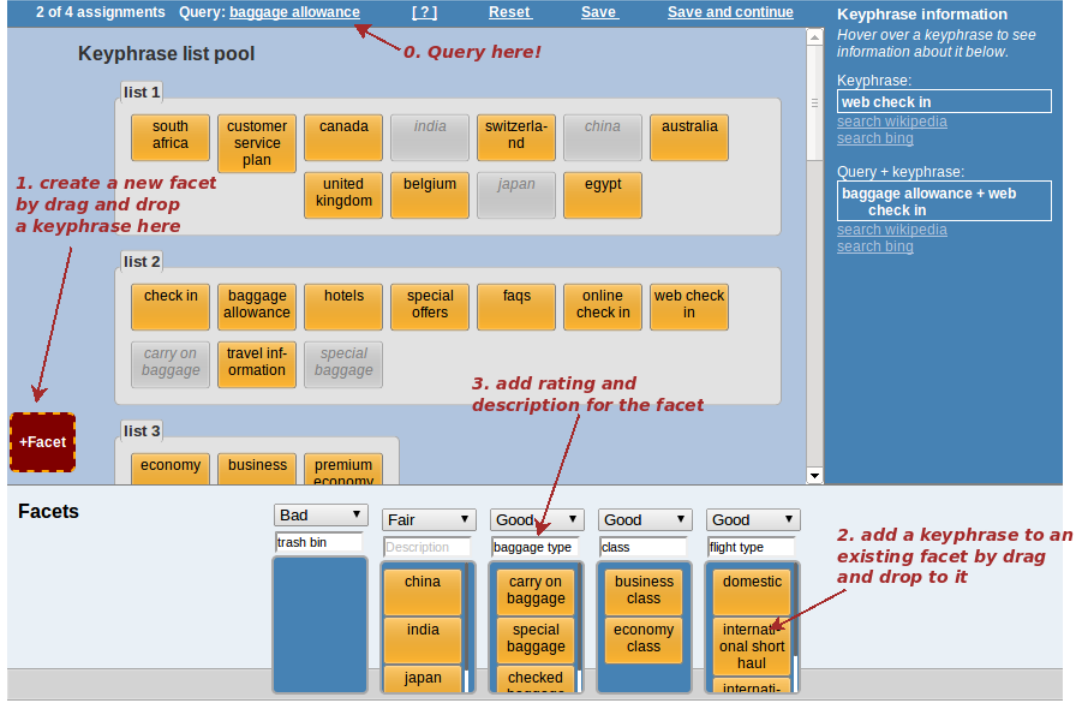 2 of 4 assignments Query: baggage allowance [ ? ] Reset Save Save and continue
Keyphrase information
Hover over a keyphrase to see
information about it below.
Keyphrase:
web check in
search wikipedia
search bing
Query + keyphrase:
baggage allowance + web
check in
search wikipedia
search bing
0. Query here!
Keyphrase list pool
list 1
south
africa
customer
service
plan
canada
india
switzerla-
nd
china
australia
united
kingdom
belgium
japan
egypt
1. create a new facet
by drag and drop
a keyphrase here
list 2
check in
baggage
allowance
hotels
special
offers
faqs
online
check in
web check
in
carry on
baggage
travel inf-
ormation
special
baggage
3. add rating and
description for the facet
+Facet
list 3
economy
business
premium
economy
Facets
Bad
trash bin
Fair
Description
china
india
japan
Good
baggage type
carry on
baggage
special
baggage
checked
baggage
Good
class
business
class
economy
class
Good
flight type
domestic
internati-
onal short
haul
internati-
2. add a keyphrase to an
existing facet by drag
and drop to it